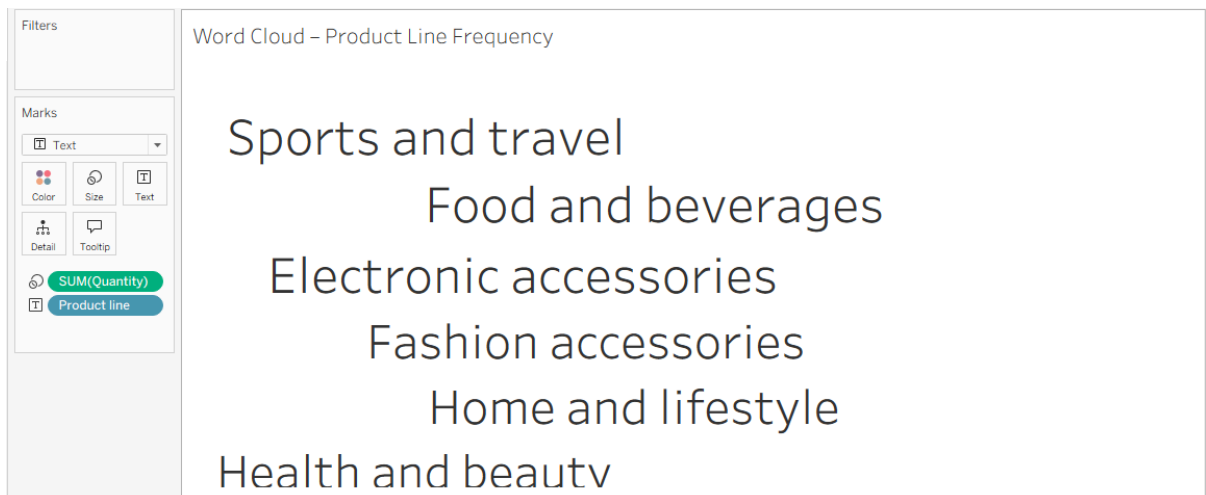 Filters
Word Cloud – Product Line Frequency
Marks
Text
Color Size Text
Detail Tooltip
SUM(Quantity)
Product line
Sports and travel
Food and beverages
Electronic accessories
Fashion accessories
Home and lifestyle
Health and beauty